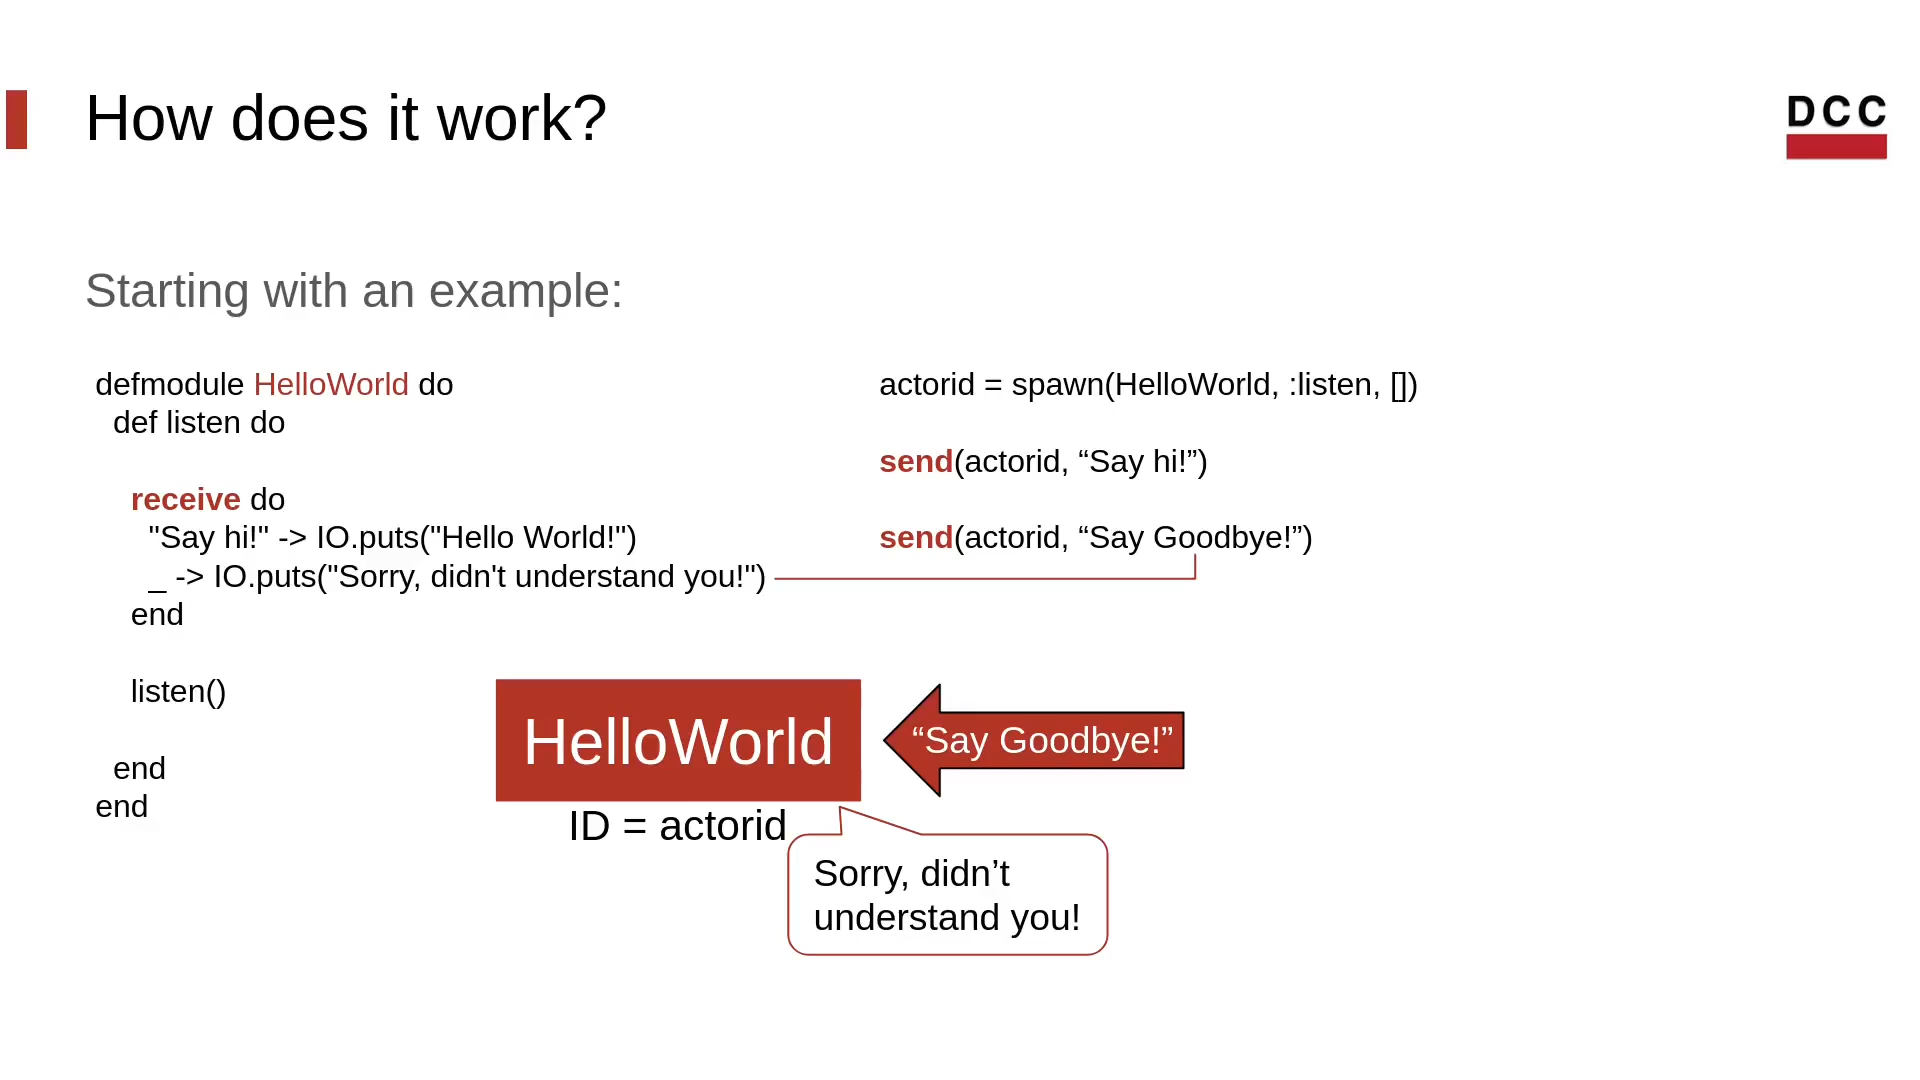 How does it work?
DCC
Starting with an example:
defmodule HelloWorld do
def listen do
receive do
"Say hi!" -> IO.puts("Hello World!")
_ -> IO.puts("Sorry, didn't understand you!")
end
listen()
end
end
actorid = spawn(HelloWorld, :listen, [])
send(actorid, “Say hi!”)
send(actorid, “Say Goodbye!”)
HelloWorld
“Say Goodbye!”
ID = actorid
Sorry, didn’t
understand you!